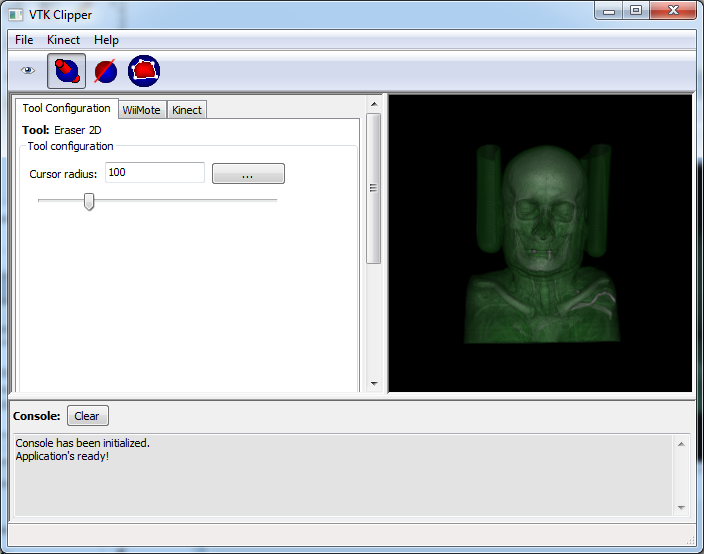 VTK Clipper
File Kinect Help
Tool Configuration WiiMote Kinect
Tool: Eraser 2D
Tool configuration
Cursor radius: 100 ...
Console: Clear
Console has been initialized.
Application's ready!